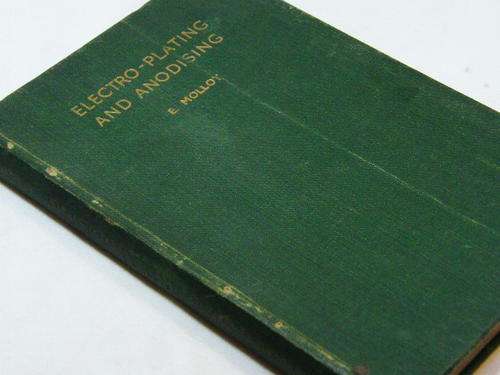 ELECTRO-PLATING
AND ANODISING
E. MOLLOY